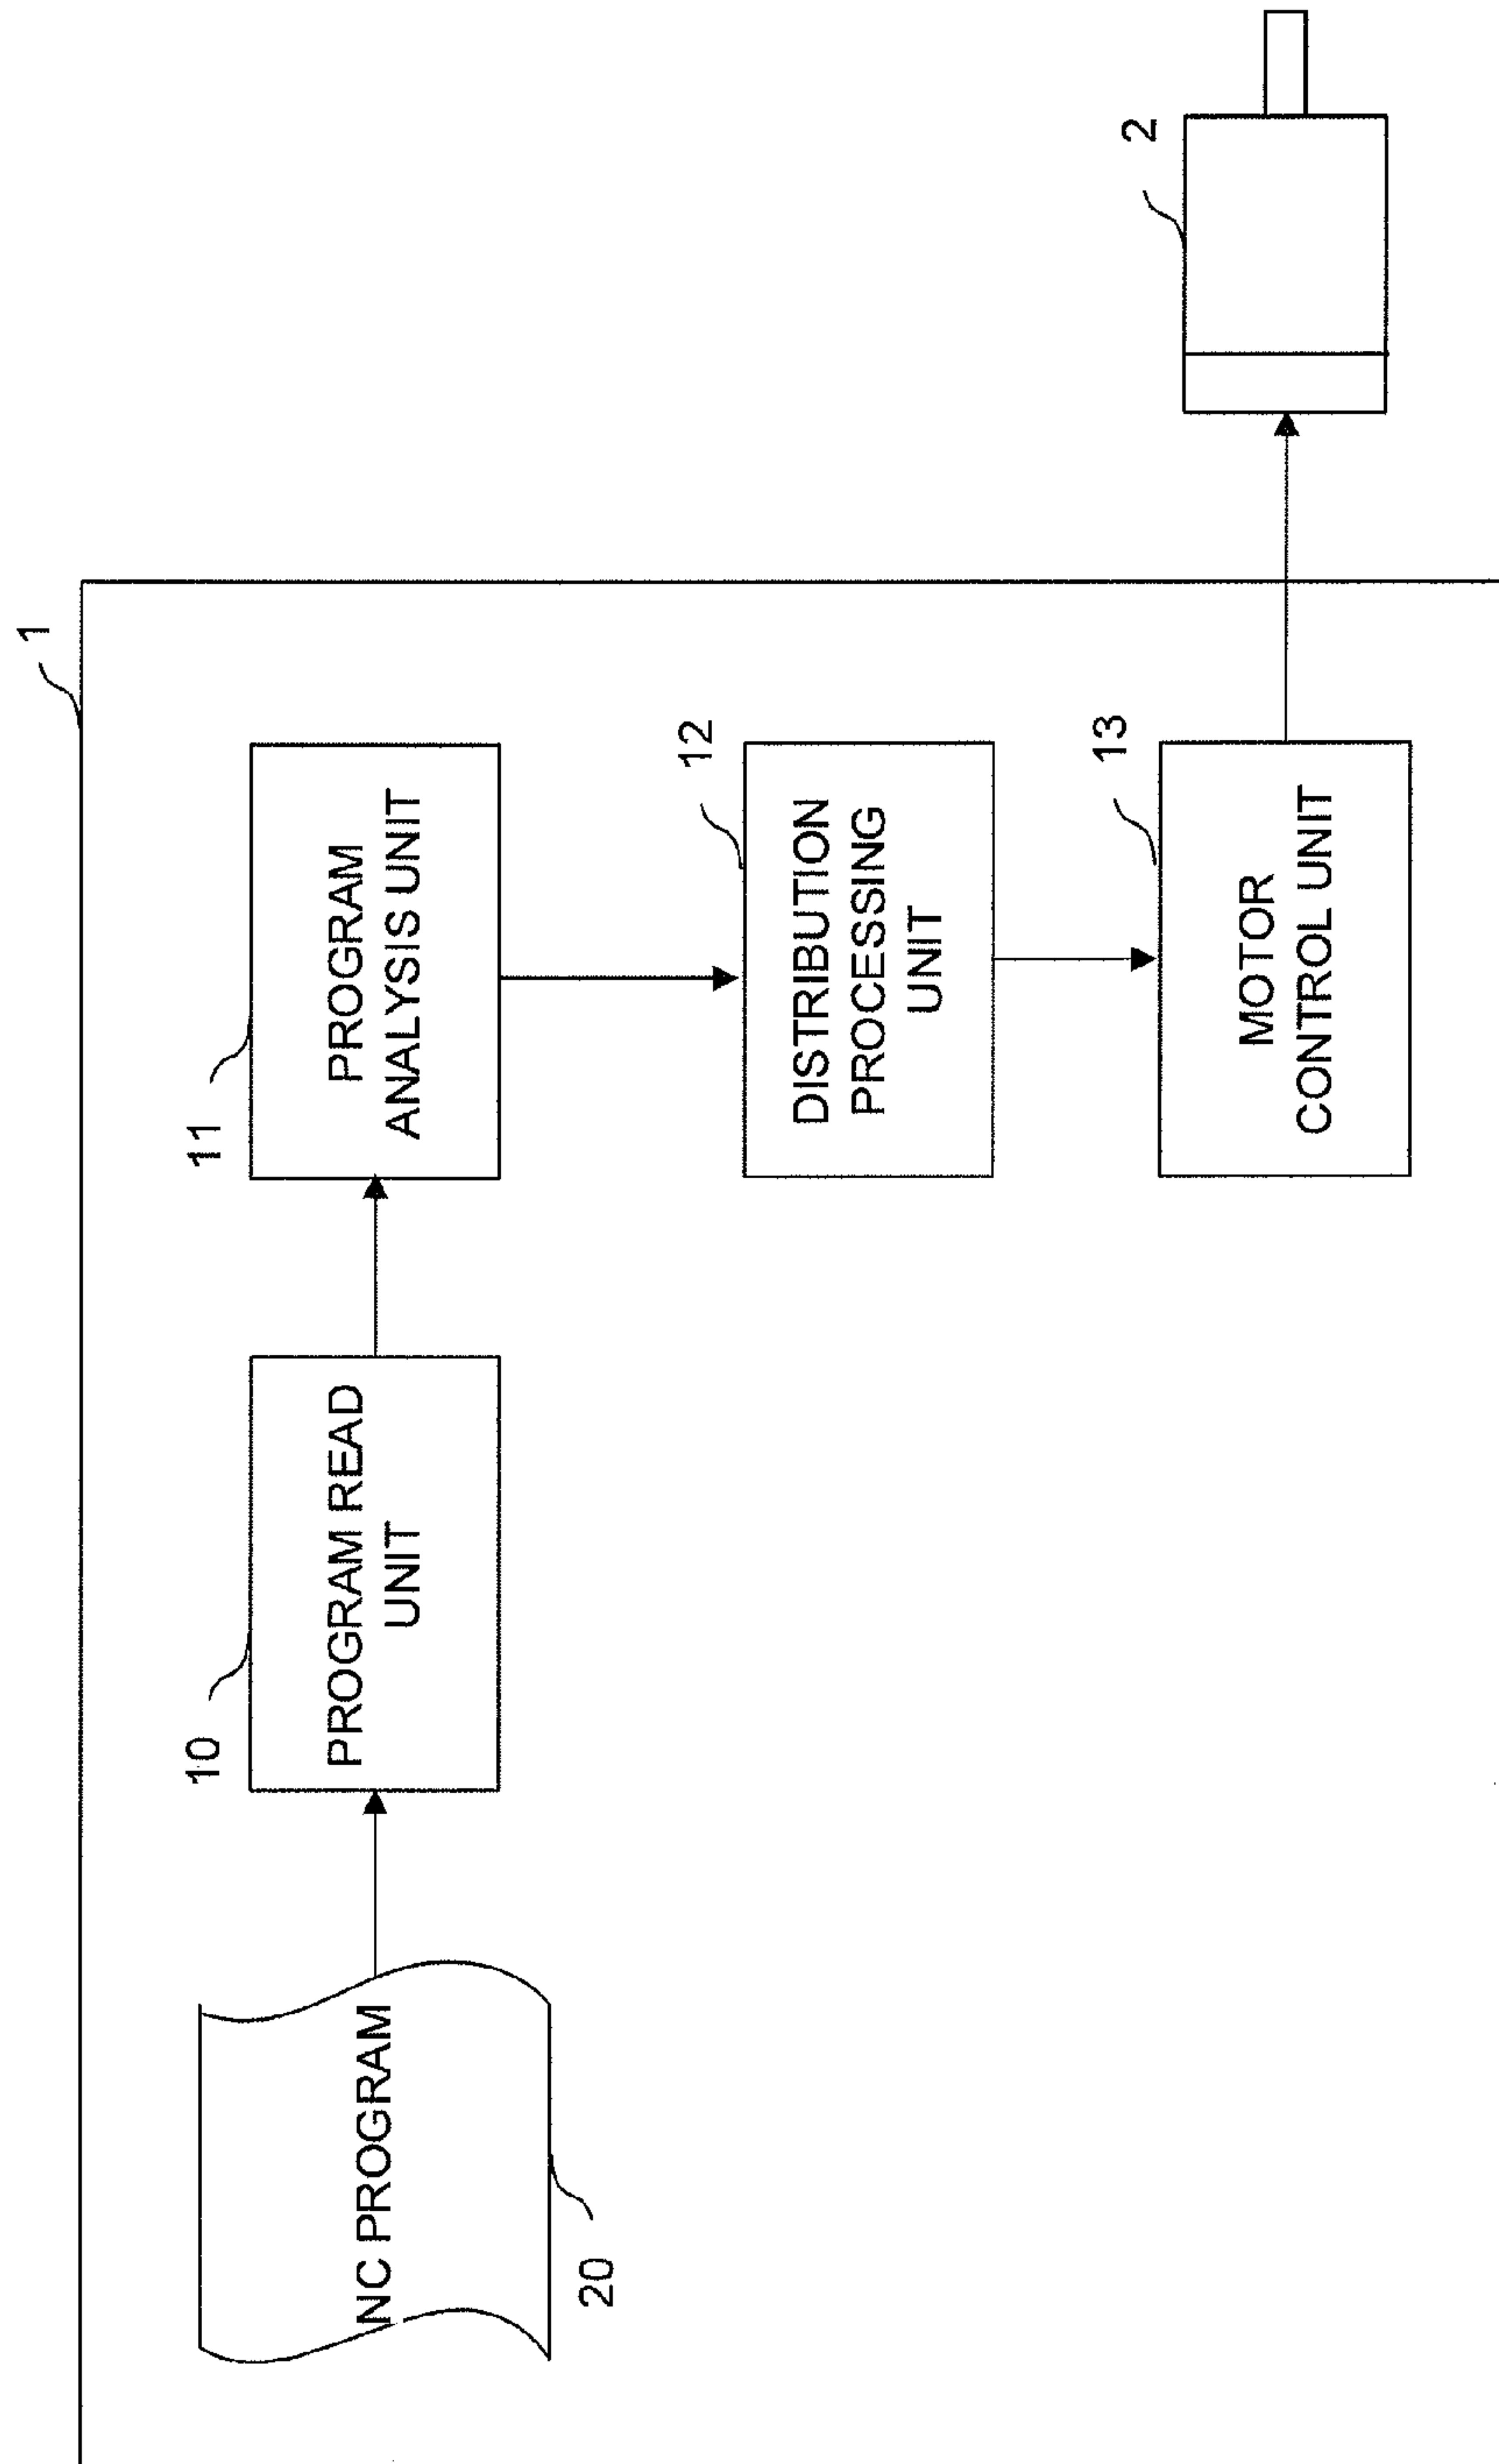 1
NC PROGRAM
20
10
PROGRAM READ
UNIT
11
PROGRAM
ANALYSIS UNIT
12
DISTRIBUTION
PROCESSING
UNIT
13
MOTOR
CONTROL UNIT
2